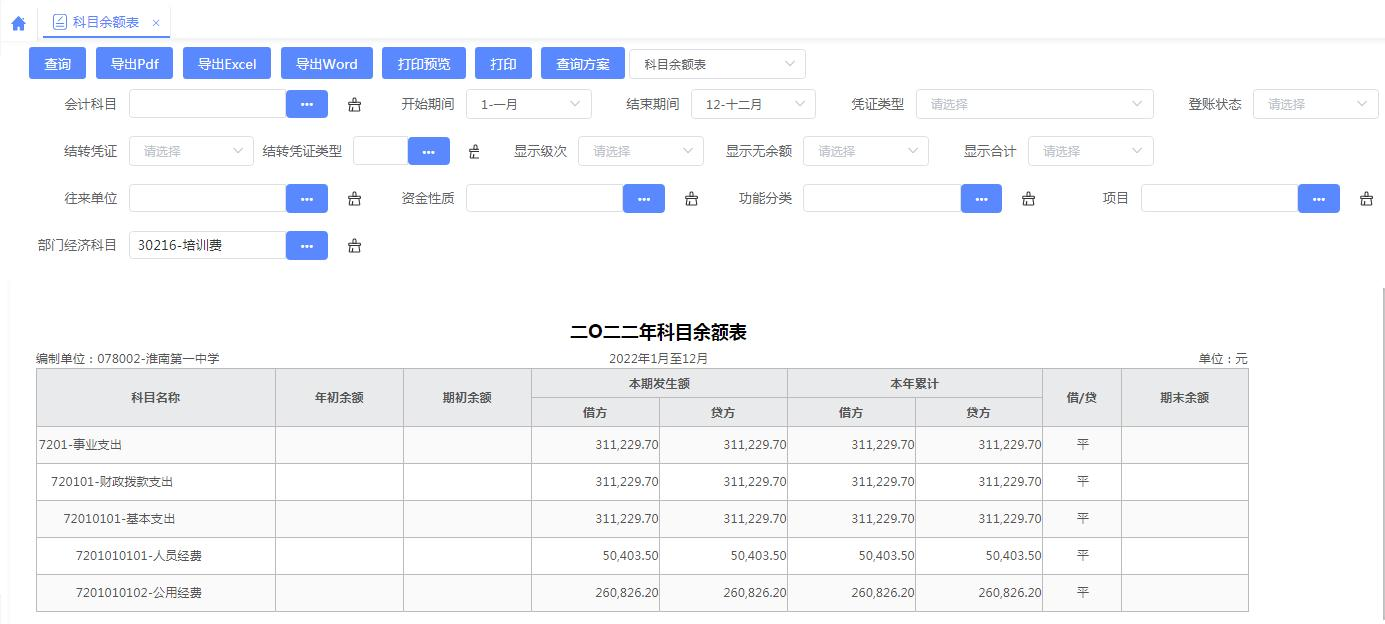 科目余额表 ×
查询 导出Pdf 导出Excel 导出Word 打印预览 打印 查询方案 科目余额表
会计科目 ... 开始期间 1-一月 结束期间 12-十二月 凭证类型 请选择 登账状态 请选择
结转凭证 请选择 结转凭证类型 ... 显示级次 请选择 显示无余额 请选择 显示合计 请选择
往来单位 ... 资金性质 ... 功能分类 ... 项目 ...
部门经济科目 30216-培训费 ...
二〇二二年科目余额表
编制单位：078002-淮南第一中学 2022年1月至12月 单位：元
科目名称 年初余额 期初余额 本期发生额 本年累计 借/贷 期末余额
借方 贷方 借方 贷方
7201-事业支出 311,229.70 311,229.70 311,229.70 311,229.70 平
720101-财政拨款支出 311,229.70 311,229.70 311,229.70 311,229.70 平
72010101-基本支出 311,229.70 311,229.70 311,229.70 311,229.70 平
7201010101-人员经费 50,403.50 50,403.50 50,403.50 50,403.50 平
7201010102-公用经费 260,826.20 260,826.20 260,826.20 260,826.20 平